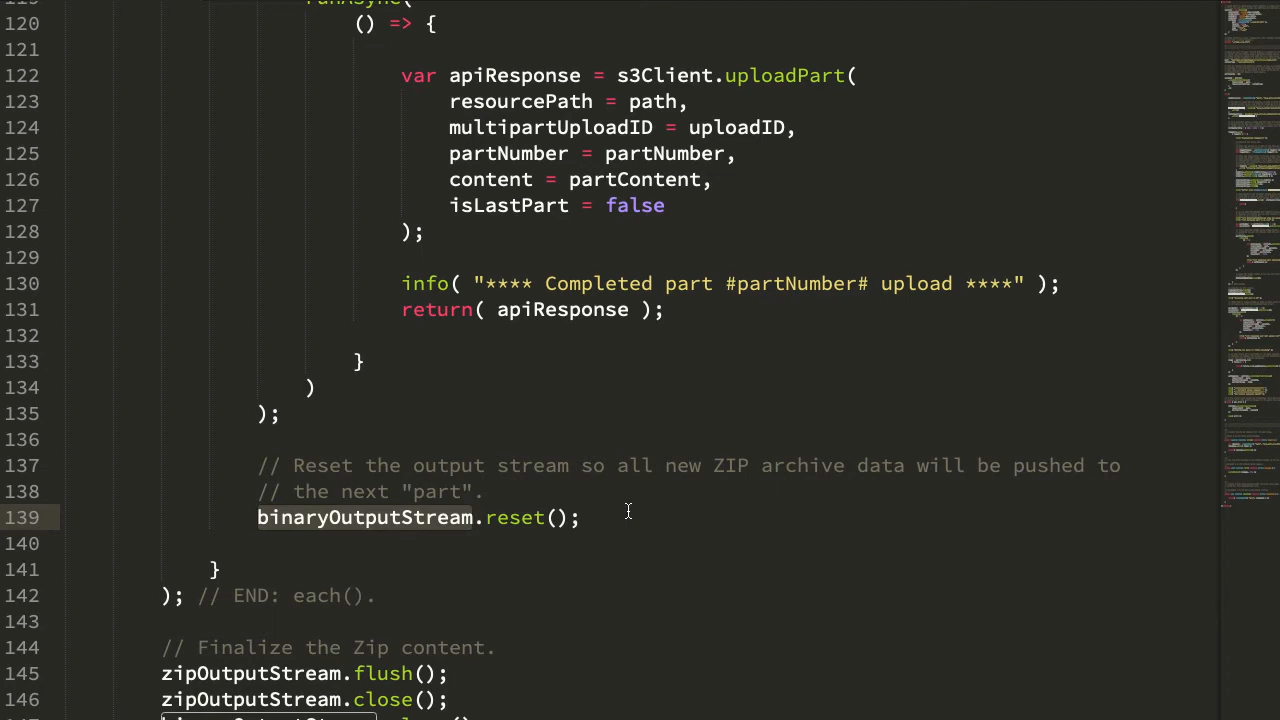 119 runAsync(
120 () => {
121
122 var apiResponse = s3Client.uploadPart(
123 resourcePath = path,
124 multipartUploadID = uploadID,
125 partNumber = partNumber,
126 content = partContent,
127 isLastPart = false
128 );
129
130 info( "**** Completed part #partNumber# upload ****" );
131 return( apiResponse );
132
133 }
134 )
135 );
136
137 // Reset the output stream so all new ZIP archive data will be pushed to
138 // the next "part".
139 binaryOutputStream.reset();
140
141 }
142 ); // END: each().
143
144 // Finalize the Zip content.
145 zipOutputStream.flush();
146 zipOutputStream.close();